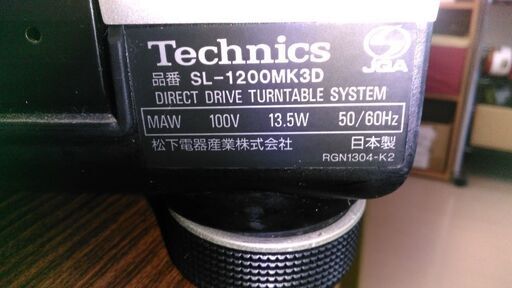 Technics
JQA
品番 SL-1200MK3D
DIRECT DRIVE TURNTABLE SYSTEM
MAW 100V 13.5W 50/60Hz
松下電器産業株式会社 日本製
RGN1304-K2